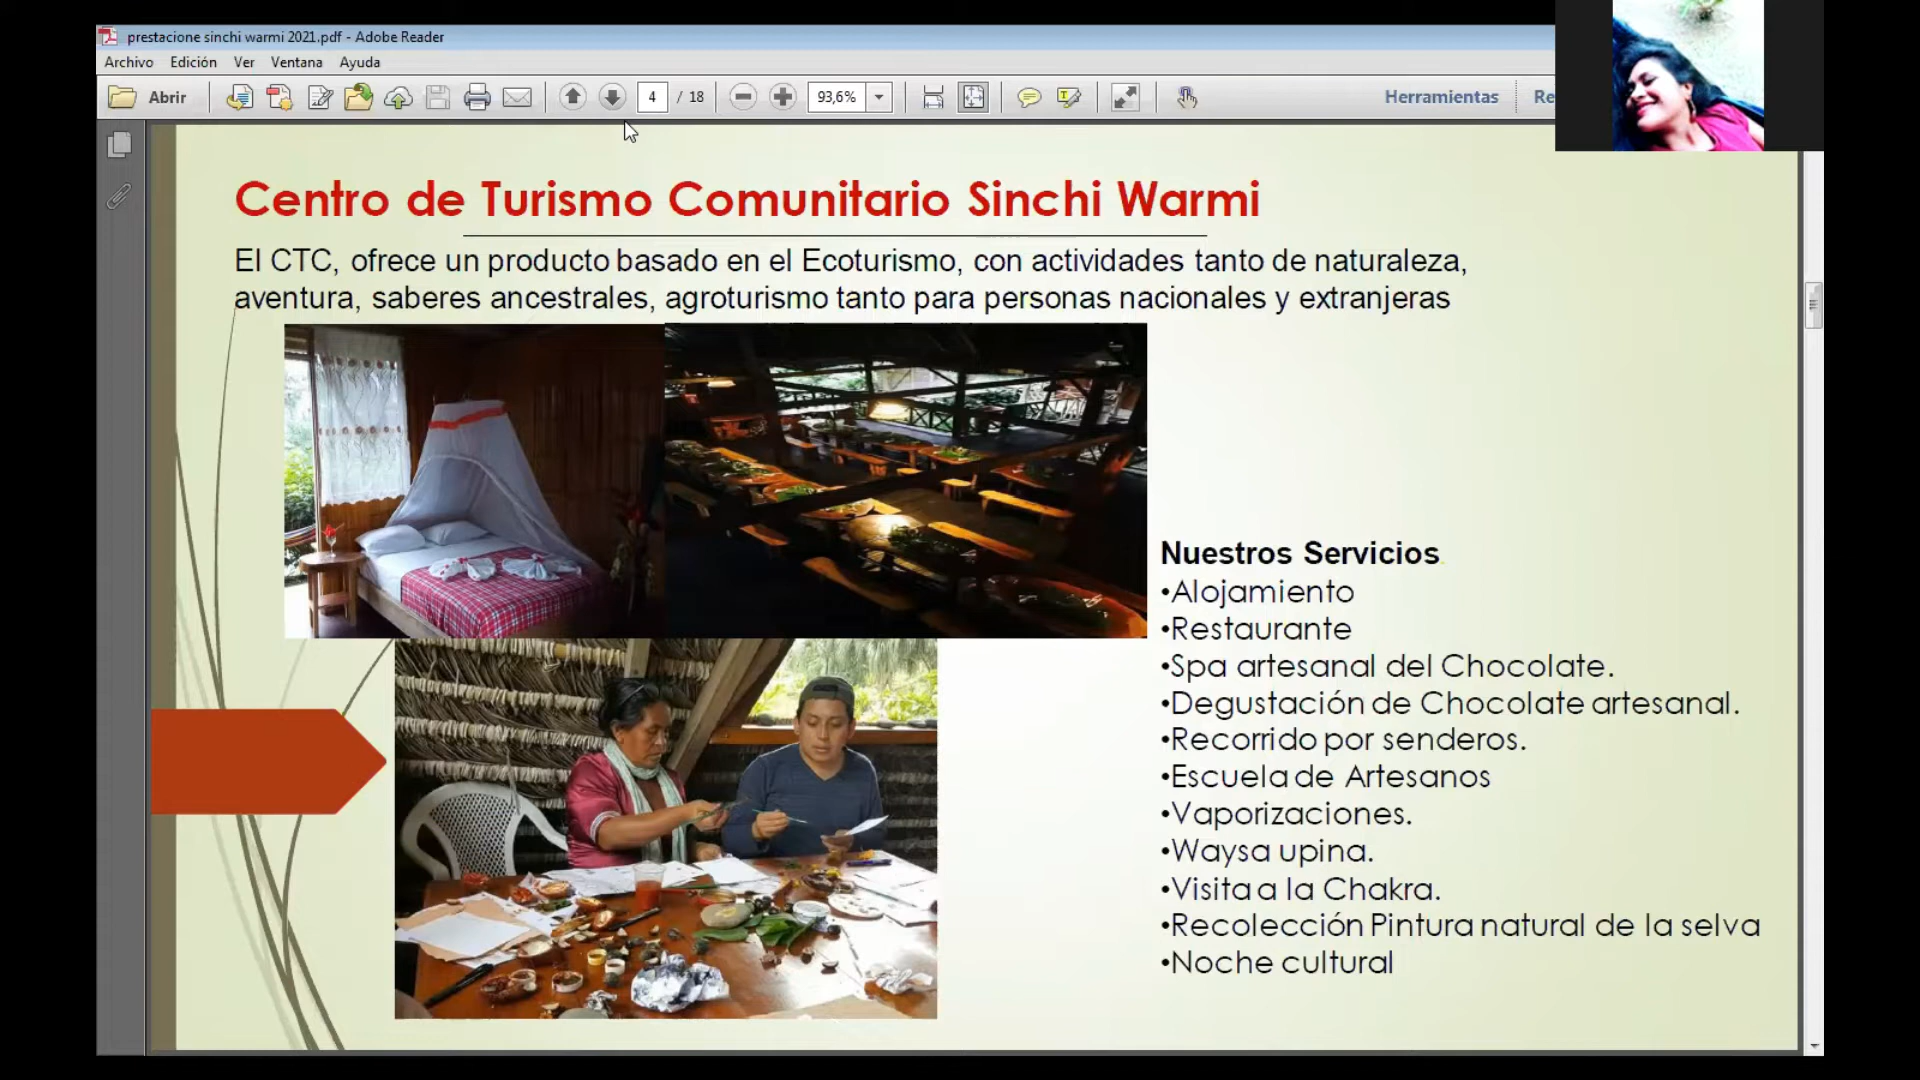 prestacione sinchi warmi 2021.pdf - Adobe Reader
Archivo Edición Ver Ventana Ayuda
Abrir 4 / 18 93,6% Herramientas Re
Centro de Turismo Comunitario Sinchi Warmi
El CTC, ofrece un producto basado en el Ecoturismo, con actividades tanto de naturaleza,
aventura, saberes ancestrales, agroturismo tanto para personas nacionales y extranjeras
Nuestros Servicios.
•Alojamiento
•Restaurante
•Spa artesanal del Chocolate.
•Degustación de Chocolate artesanal.
•Recorrido por senderos.
•Escuela de Artesanos
•Vaporizaciones.
•Waysa upina.
•Visita a la Chakra.
•Recolección Pintura natural de la selva
•Noche cultural